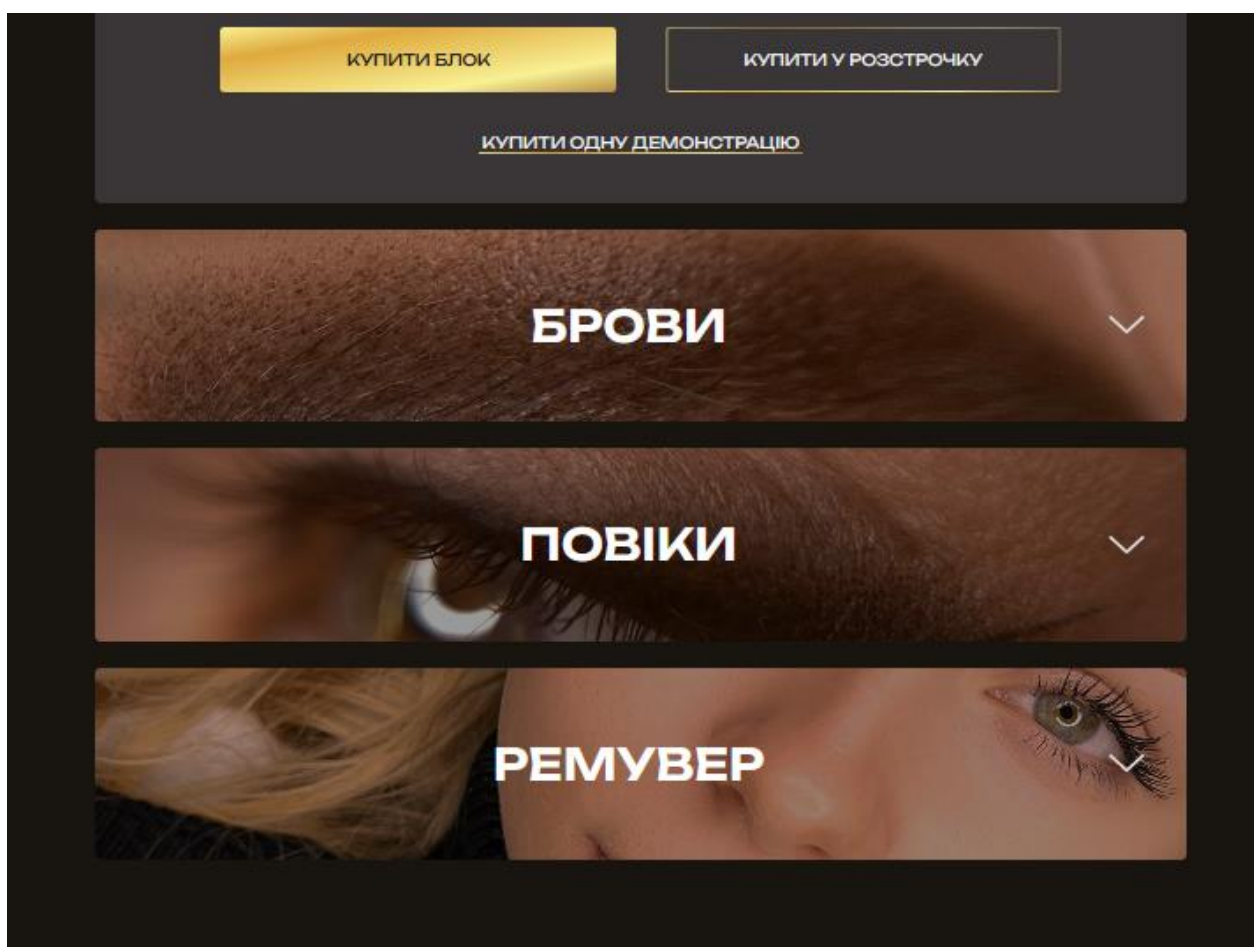 КУПИТИ БЛОК
КУПИТИ У РОЗСТРОЧКУ
КУПИТИ ОДНУ ДЕМОНСТРАЦІЮ
БРОВИ
ПОВІКИ
РЕМУВЕР